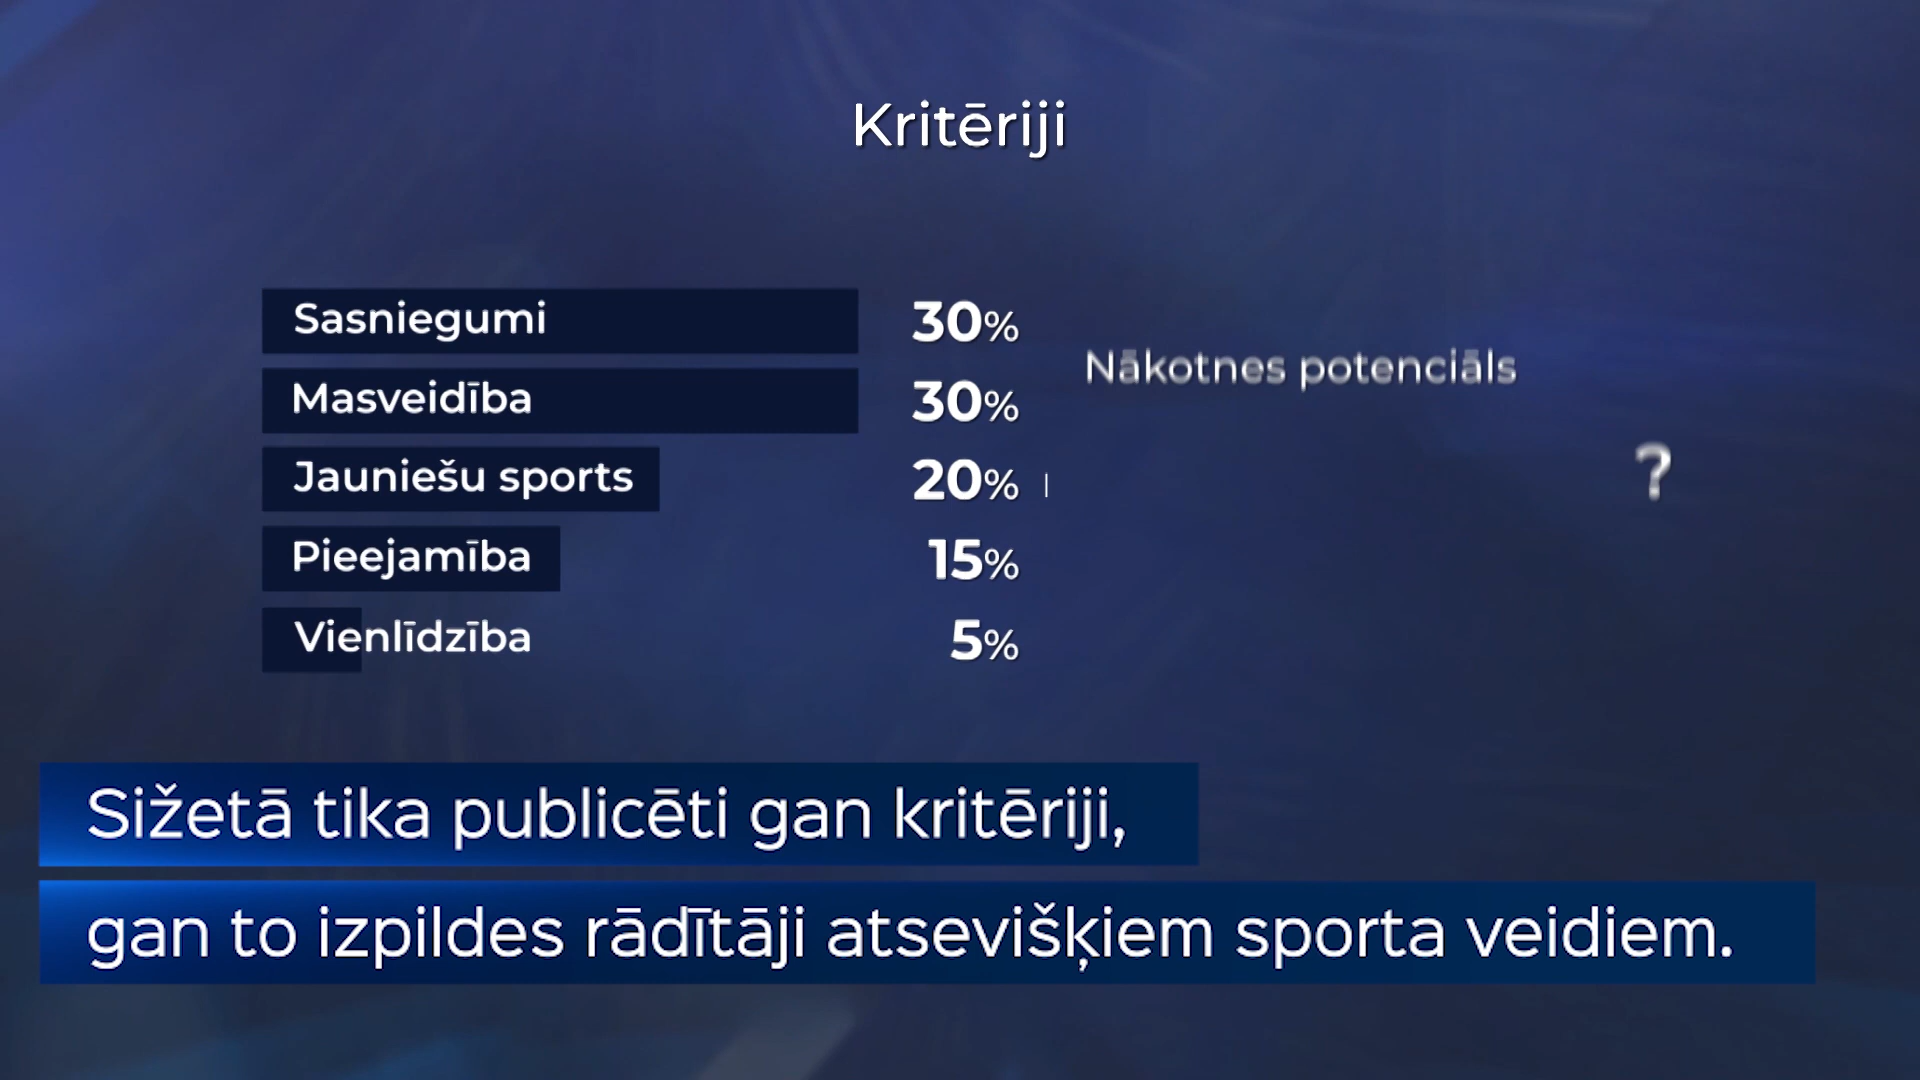 Kritēriji
Sasniegumi 30%
Masveidība 30%
Jauniešu sports 20%
Pieejamība 15%
Vienlīdzība 5%
Nākotnes potenciāls
?
Sižetā tika publicēti gan kritēriji,
gan to izpildes rādītāji atsevišķiem sporta veidiem.